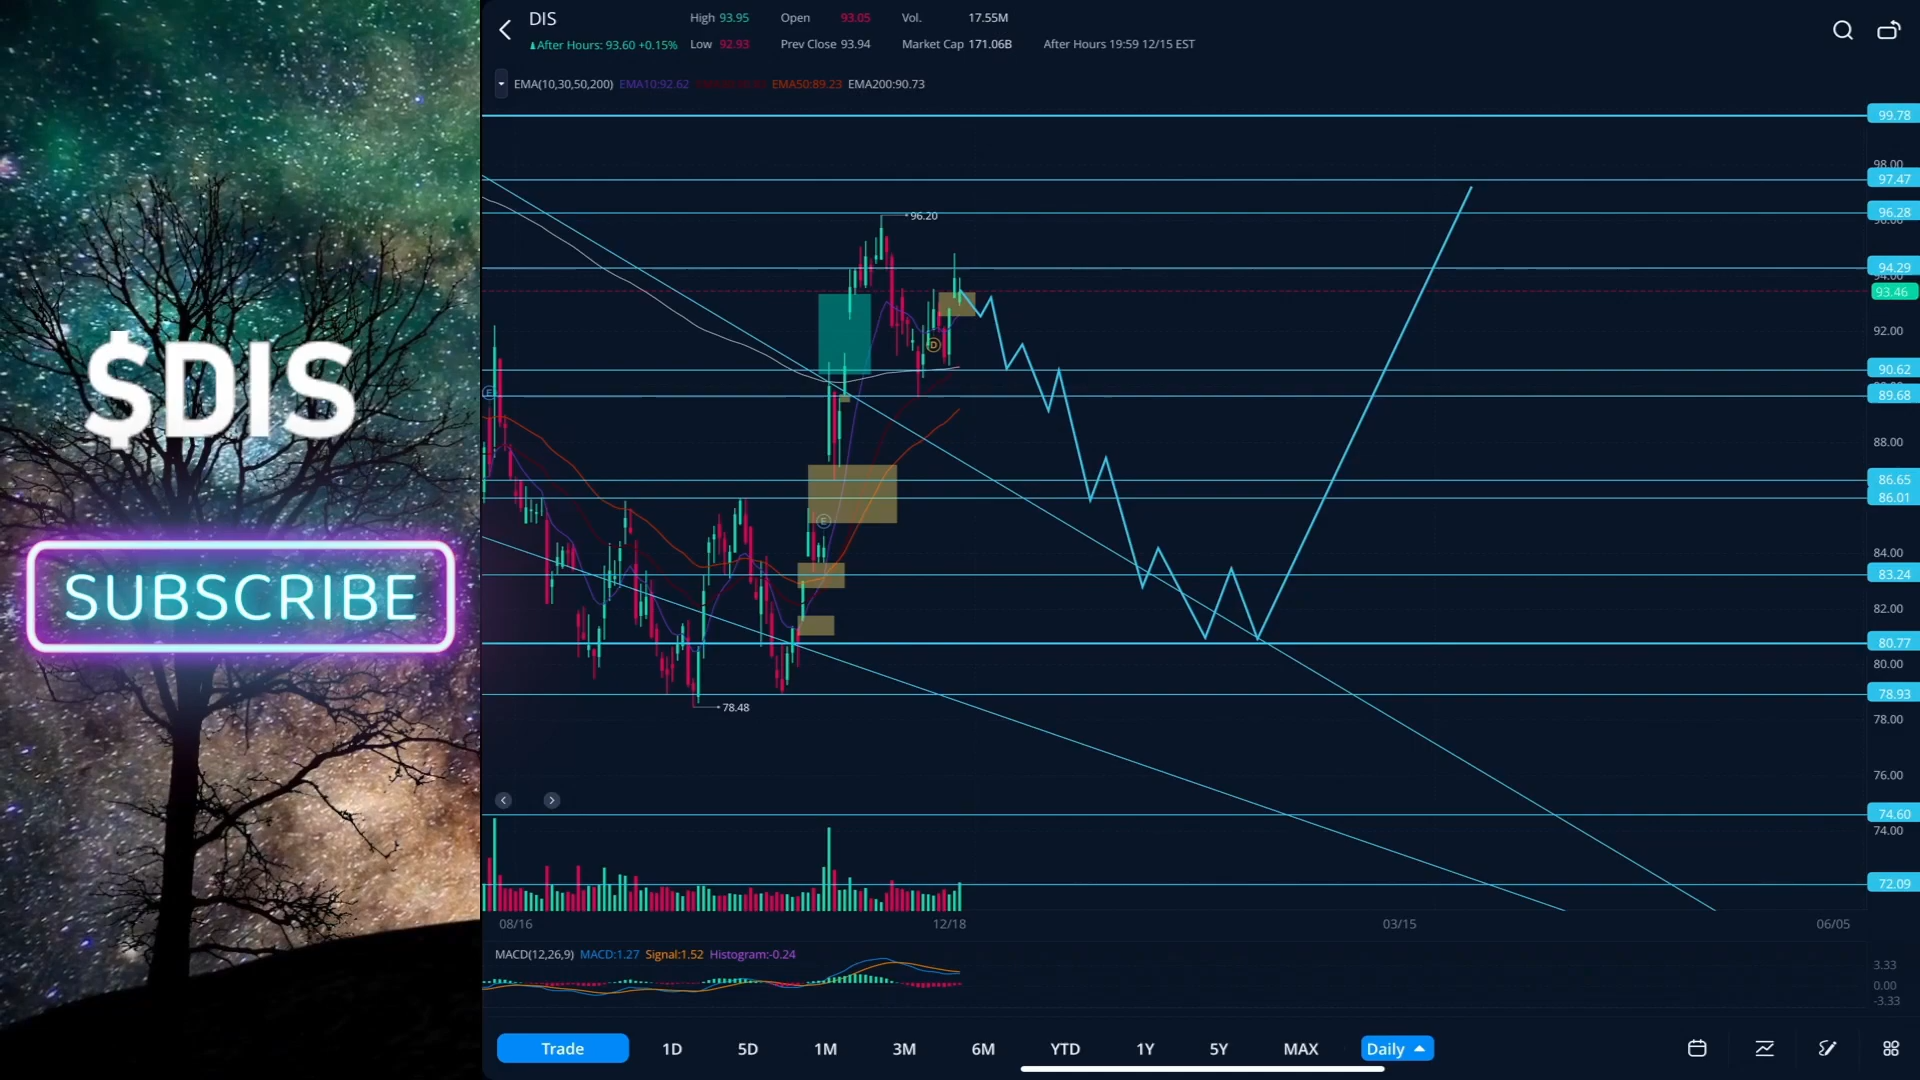 $DIS
SUBSCRIBE
DIS
After Hours: 93.60 +0.15%
High 93.95 Open 93.05 Vol. 17.55M
Low 92.93 Prev Close 93.94 Market Cap 171.06B After Hours 19:59 12/15 EST
EMA(10,30,50,200) EMA10:92.62 EMA50:89.23 EMA200:90.73
99.78
98.00
97.47
96.28
96.00
96.20
94.29
94.00
93.46
92.00
D
90.62
E
89.68
88.00
86.65
86.01
E
84.00
83.24
82.00
80.77
80.00
78.93
78.48
78.00
76.00
74.60
74.00
72.09
08/16 12/18 03/15 06/05
MACD(12,26,9) MACD:1.27 Signal:1.52 Histogram:-0.24
3.33
0.00
-3.33
Trade 1D 5D 1M 3M 6M YTD 1Y 5Y MAX Daily